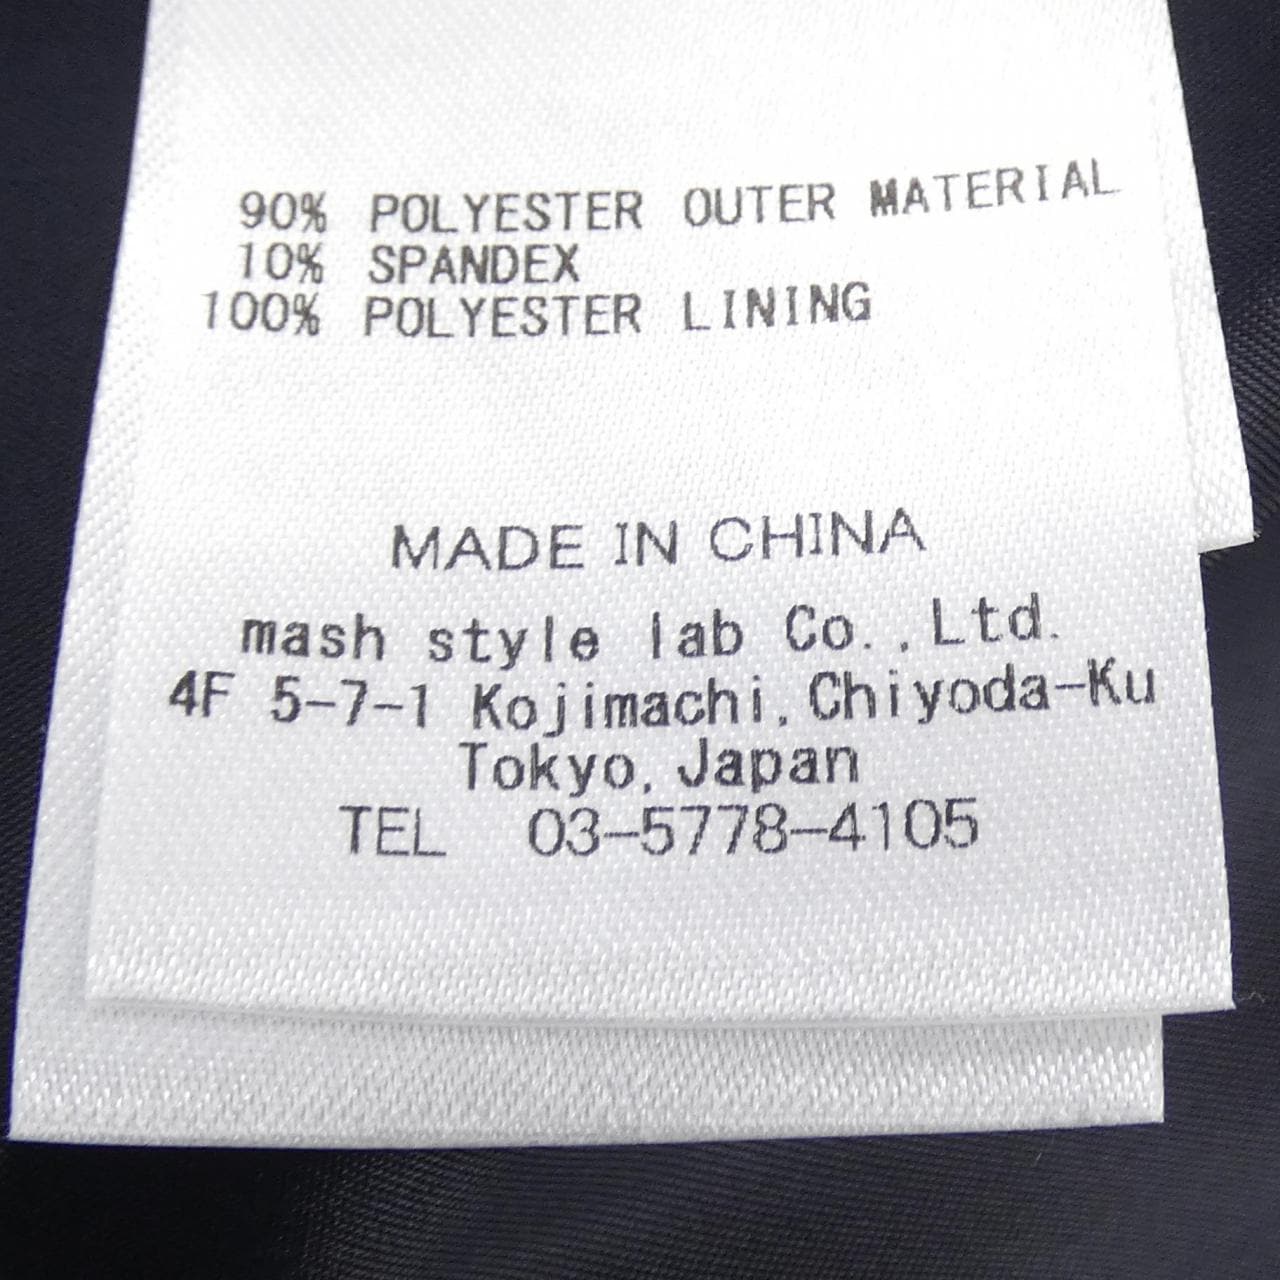 90% POLYESTER OUTER MATERIAL
10% SPANDEX
100% POLYESTER LINING
MADE IN CHINA
mash style lab Co.,Ltd.
4F 5-7-1 Kojimachi,Chiyoda-Ku
Tokyo,Japan
TEL 03-5778-4105